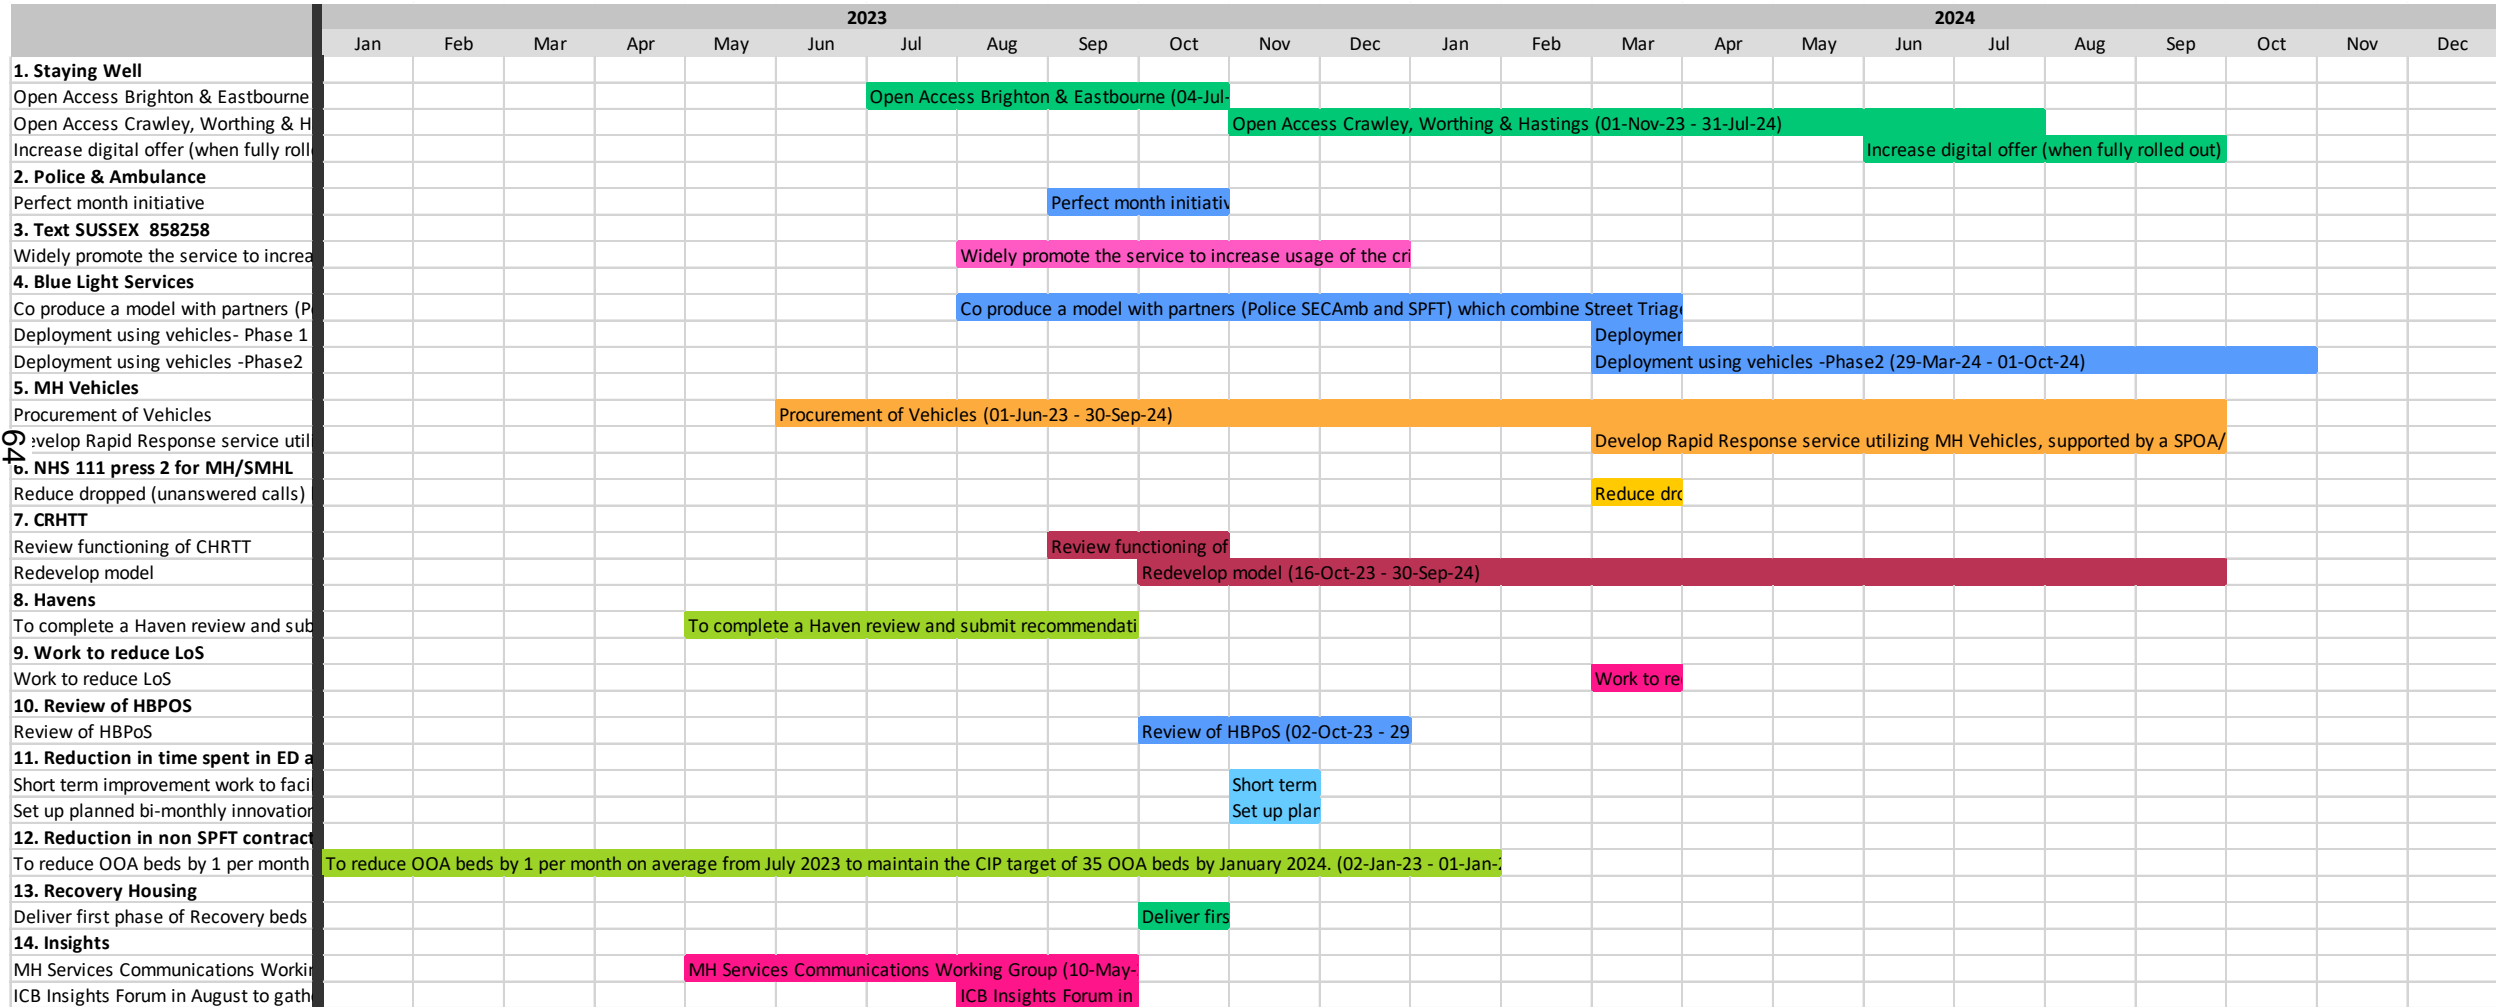 2023 2024
Jan Feb Mar Apr May Jun Jul Aug Sep Oct Nov Dec Jan Feb Mar Apr May Jun Jul Aug Sep Oct Nov Dec
1. Staying Well
Open Access Brighton & Eastbourne Open Access Brighton & Eastbourne (04-Jul-
Open Access Crawley, Worthing & H Open Access Crawley, Worthing & Hastings (01-Nov-23 - 31-Jul-24)
Increase digital offer (when fully roll Increase digital offer (when fully rolled out)
2. Police & Ambulance
Perfect month initiative Perfect month initiativ
3. Text SUSSEX  858258
Widely promote the service to increa Widely promote the service to increase usage of the cri
4. Blue Light Services
Co produce a model with partners (P Co produce a model with partners (Police SECAmb and SPFT) which combine Street Triag
Deployment using vehicles- Phase 1 Deploymer
Deployment using vehicles -Phase2 Deployment using vehicles -Phase2 (29-Mar-24 - 01-Oct-24)
5. MH Vehicles
Procurement of Vehicles Procurement of Vehicles (01-Jun-23 - 30-Sep-24)
evelop Rapid Response service utili Develop Rapid Response service utilizing MH Vehicles, supported by a SPOA/
64
6. NHS 111 press 2 for MH/SMHL
Reduce dropped (unanswered calls) Reduce dro
7. CRHTT
Review functioning of CHRTT Review functioning of
Redevelop model Redevelop model (16-Oct-23 - 30-Sep-24)
8. Havens
To complete a Haven review and sub To complete a Haven review and submit recommendati
9. Work to reduce LoS
Work to reduce LoS Work to re
10. Review of HBPOS
Review of HBPoS Review of HBPoS (02-Oct-23 - 29
11. Reduction in time spent in ED a
Short term improvement work to faci Short term
Set up planned bi-monthly innovation Set up plan
12. Reduction in non SPFT contract
To reduce OOA beds by 1 per month To reduce OOA beds by 1 per month on average from July 2023 to maintain the CIP target of 35 OOA beds by January 2024. (02-Jan-23 - 01-Jan-2
13. Recovery Housing
Deliver first phase of Recovery beds Deliver firs
14. Insights
MH Services Communications Workin MH Services Communications Working Group (10-May-
ICB Insights Forum in August to gath ICB Insights Forum in